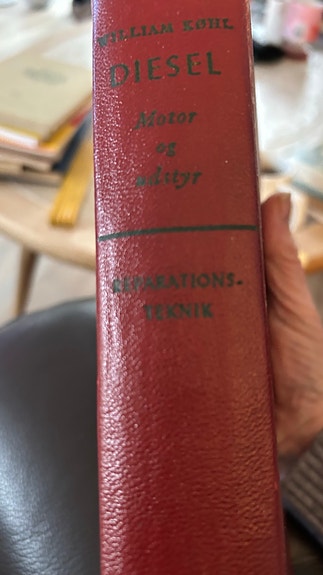 WILLIAM KØHL
DIESEL
Motor
og
udstyr
REPARATIONS-
TEKNIK